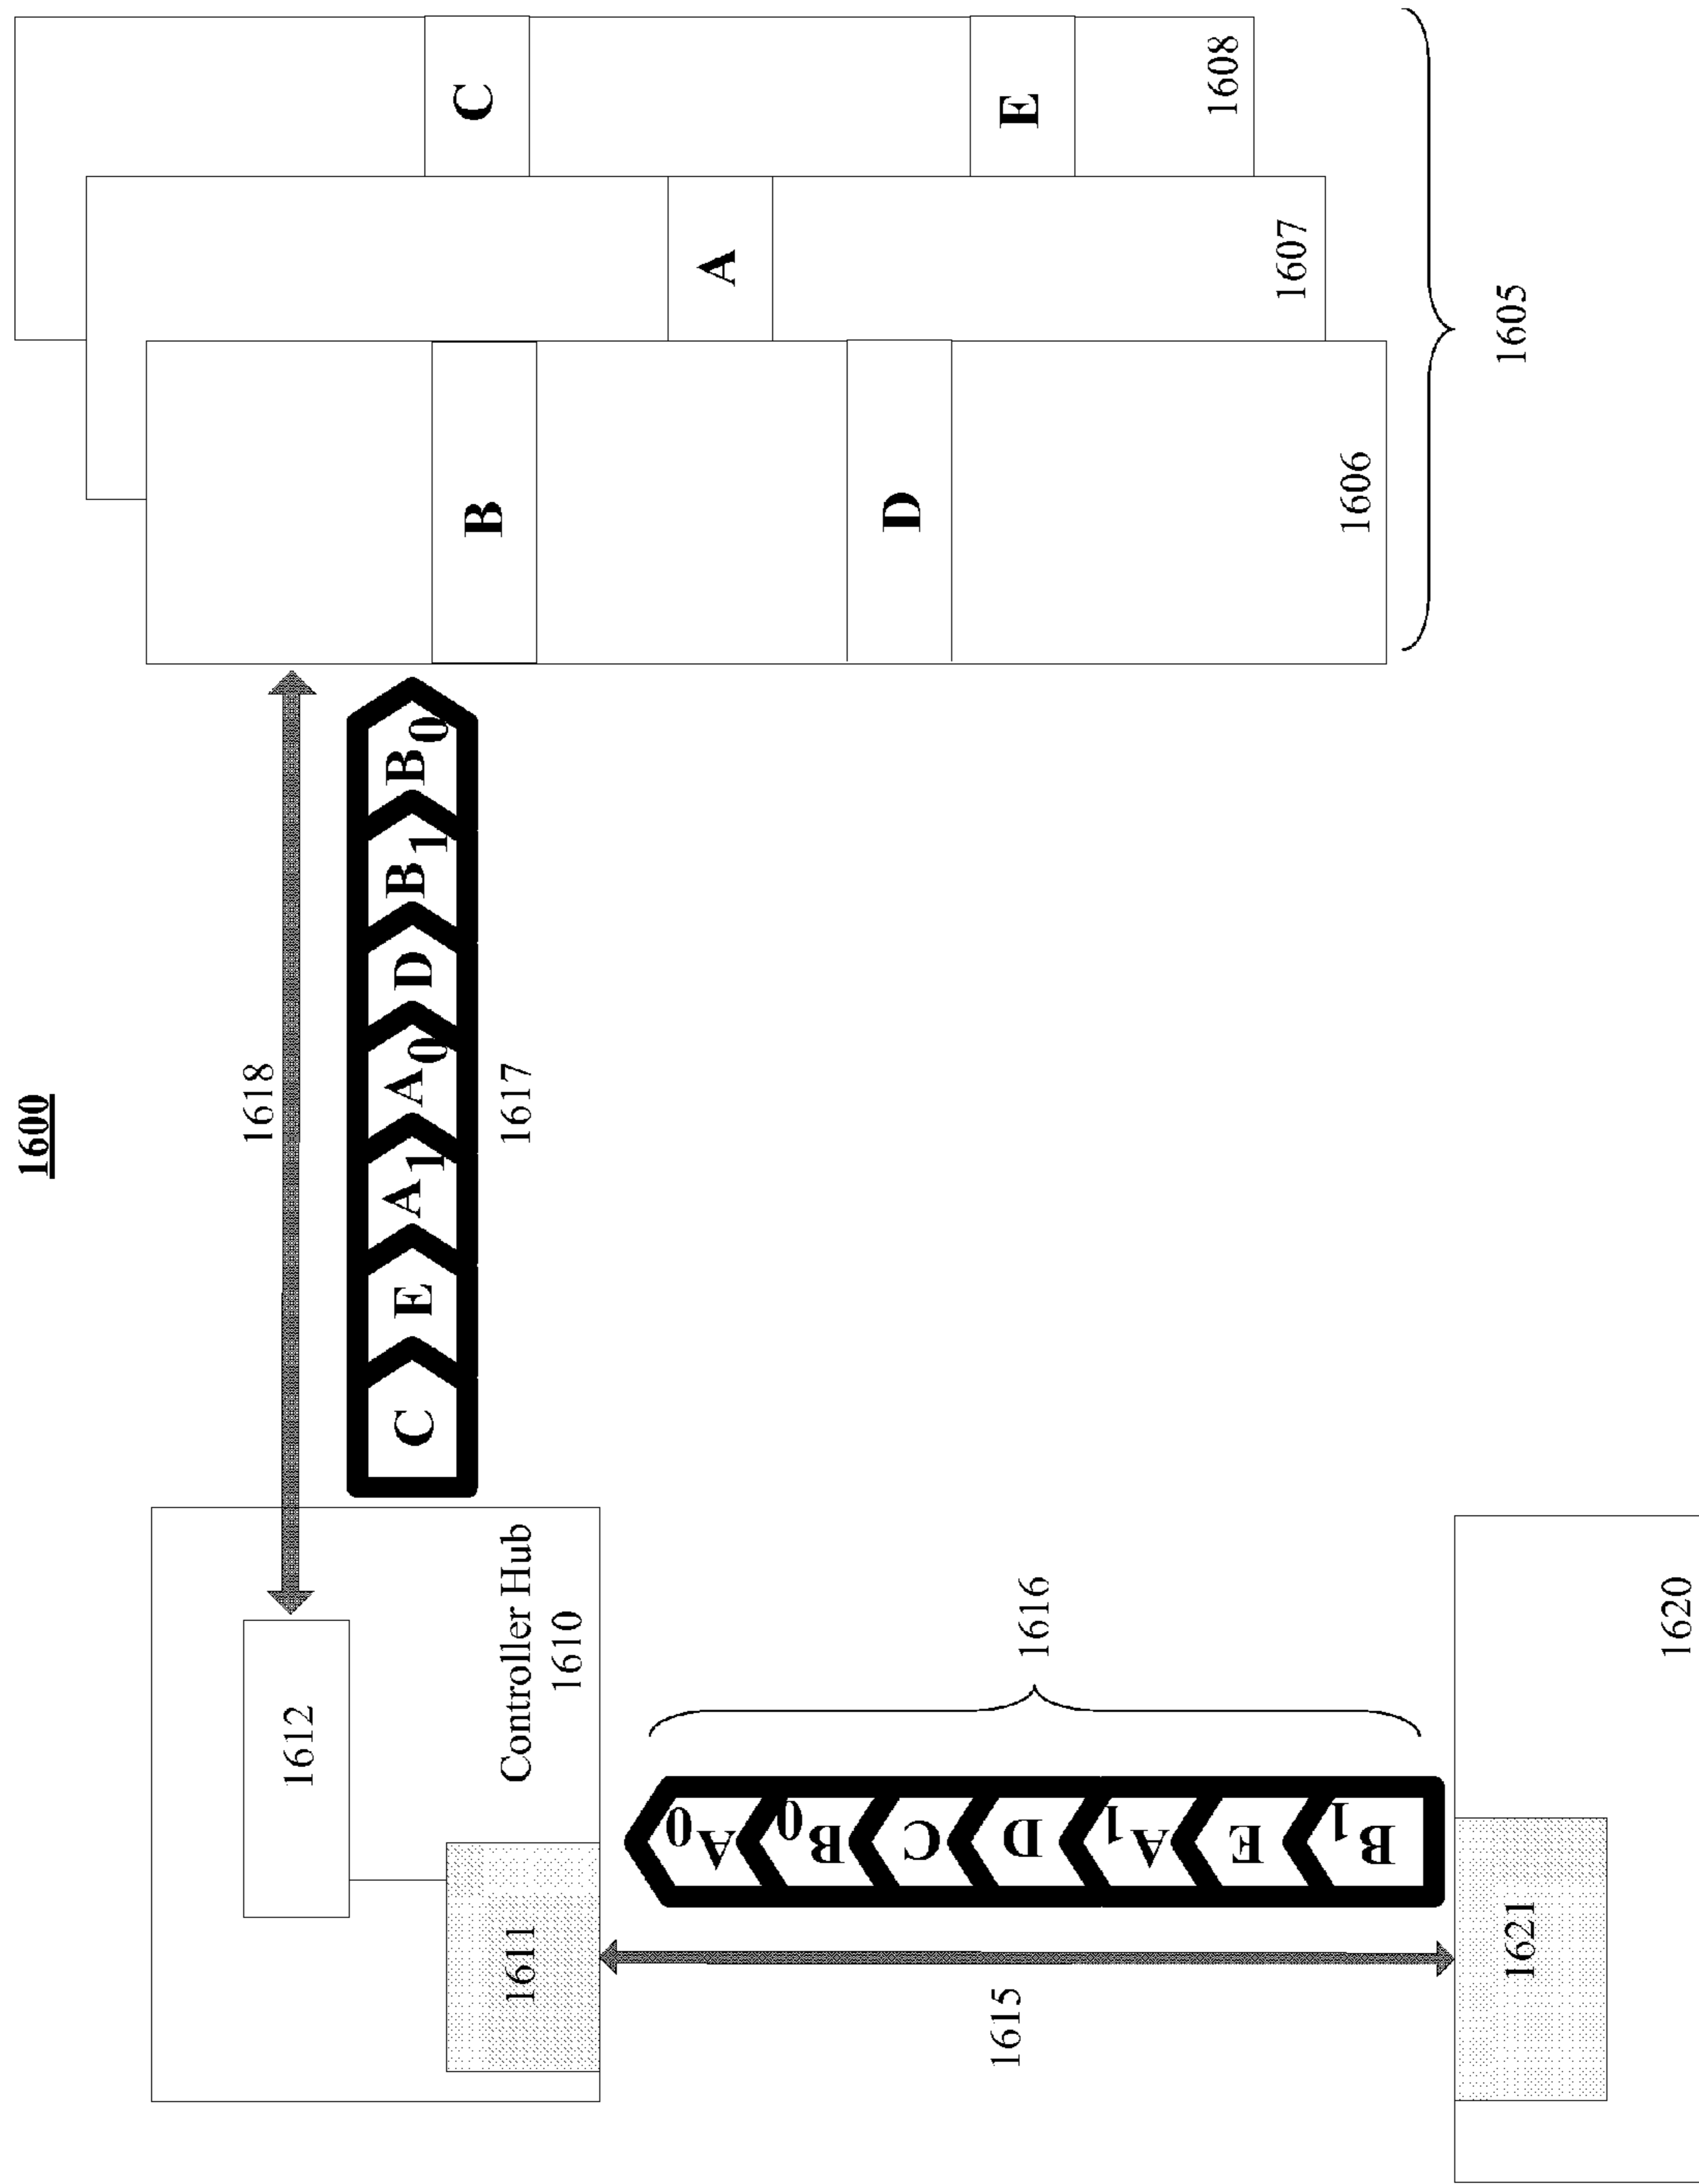 1600
1612
1618
C E A1 A0 D B1 B0
1617
Controller Hub
1610
1611
B
D
1606
A
1607
C
E
1608
1605
1615
A0 B0 C D A1 E B1
1616
1621
1620